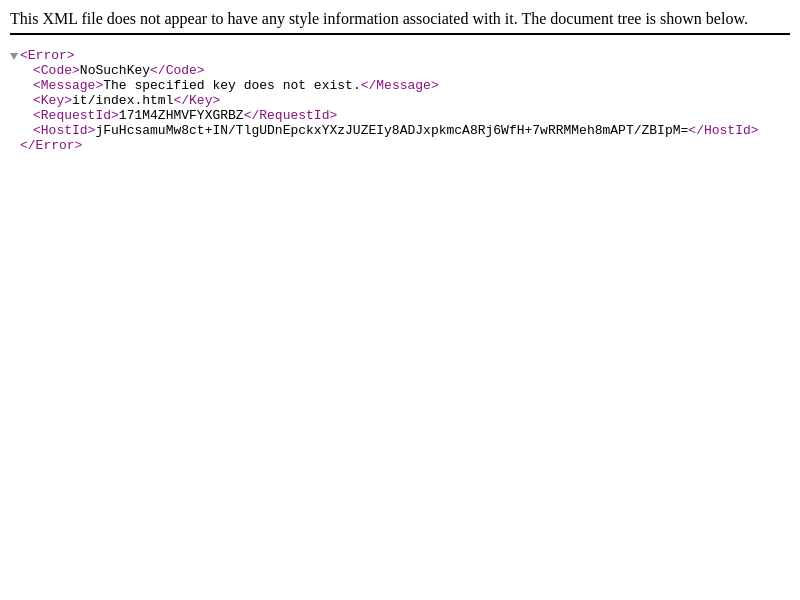 This XML file does not appear to have any style information associated with it. The document tree is shown below.
<Error>
<Code>NoSuchKey</Code>
<Message>The specified key does not exist.</Message>
<Key>it/index.html</Key>
<RequestId>171M4ZHMVFYXGRBZ</RequestId>
<HostId>jFuHcsamuMw8ct+IN/TlgUDnEpckxYXzJUZEIy8ADJxpkmcA8Rj6WfH+7wRRMMeh8mAPT/ZBIpM=</HostId>
</Error>